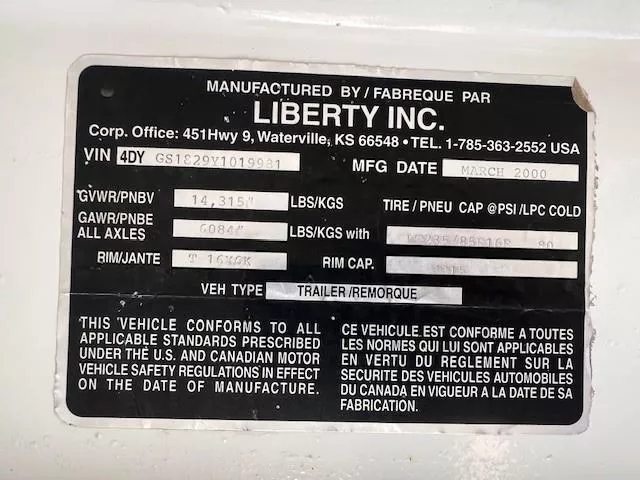 MANUFACTURED BY / FABREQUE PAR
LIBERTY INC.
Corp. Office: 451Hwy 9, Waterville, KS 66548 • TEL. 1-785-363-2552 USA
VIN 4DY GS1829Y1019981 MFG DATE MARCH 2000
GVWR/PNBV 14,315# LBS/KGS TIRE / PNEU CAP @PSI /LPC COLD
GAWR/PNBE
ALL AXLES 6084# LBS/KGS with 80
RIM/JANTE T 16X6K RIM CAP.
VEH TYPE TRAILER/REMORQUE
THIS VEHICLE CONFORMS TO ALL
APPLICABLE STANDARDS PRESCRIBED
UNDER THE U.S. AND CANADIAN MOTOR
VEHICLE SAFETY REGULATIONS IN EFFECT
ON THE DATE OF MANUFACTURE.
CE VEHICULE EST CONFORME A TOUTES
LES NORMES QUI LUI SONT APPLICABLES
EN VERTU DU REGLEMENT SUR LA
SECURITE DES VEHICULES AUTOMOBILES
DU CANADA EN VIGUEUR A LA DATE DE SA
FABRICATION.